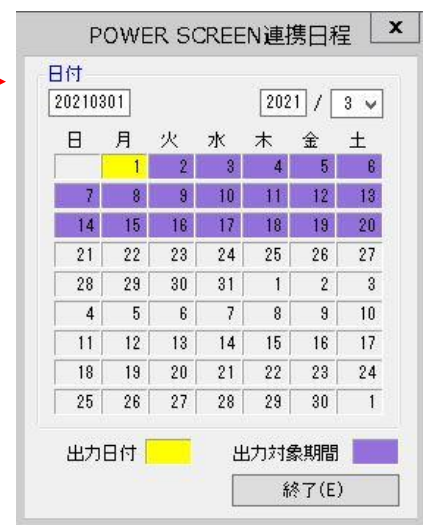 POWER SCREEN連携日程 x
日付
20210301 2021 / 3
日 月 火 水 木 金 土
1 2 3 4 5 6
7 8 9 10 11 12 13
14 15 16 17 18 19 20
21 22 23 24 25 26 27
28 29 30 31 1 2 3
4 5 6 7 8 9 10
11 12 13 14 15 16 17
18 19 20 21 22 23 24
25 26 27 28 29 30 1
出力日付 出力対象期間
終了(E)